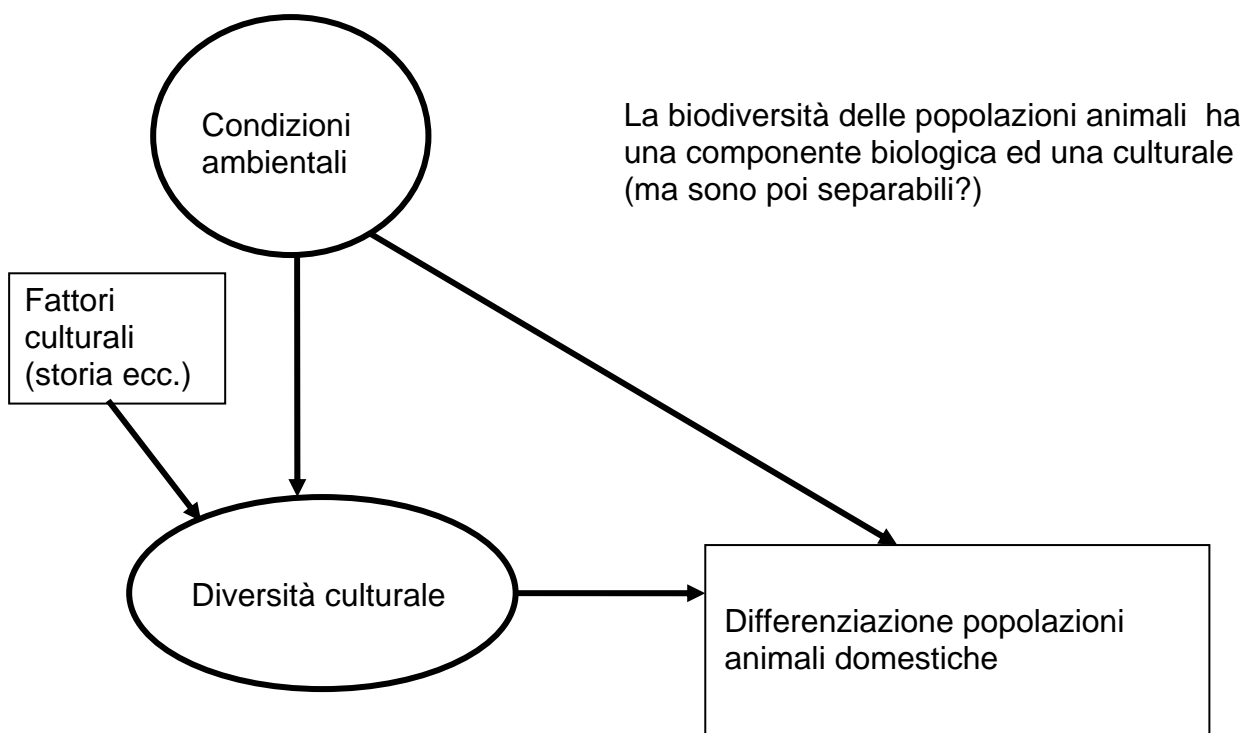 Condizioni
ambientali
La biodiversità delle popolazioni animali ha
una componente biologica ed una culturale
(ma sono poi separabili?)
Fattori
culturali
(storia ecc.)
Diversità culturale
Differenziazione popolazioni
animali domestiche